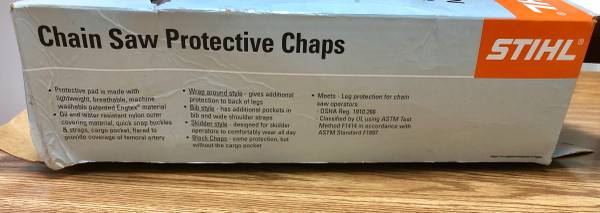 Chain Saw Protective Chaps
STIHL®
STIHL®
• Protective pad is made with
lightweight, breathable, machine
washable patented Engtex® material
• Oil and water resistant nylon outer
covering material, quick snap buckles
& straps, cargo pocket, flared to
provide coverage of femoral artery
• Wrap around style - gives additional
protection to back of legs
• Bib style - has additional pockets in
bib and wide shoulder straps
• Skidder style - designed for skidder
operators to comfortably wear all day
• Black Chaps - same protection, but
without the cargo pocket
• Meets - Leg protection for chain
saw operators
- OSHA Reg. 1910.266
- Classified by UL using ASTM Test
Method F1414 in accordance with
ASTM Standard F1897